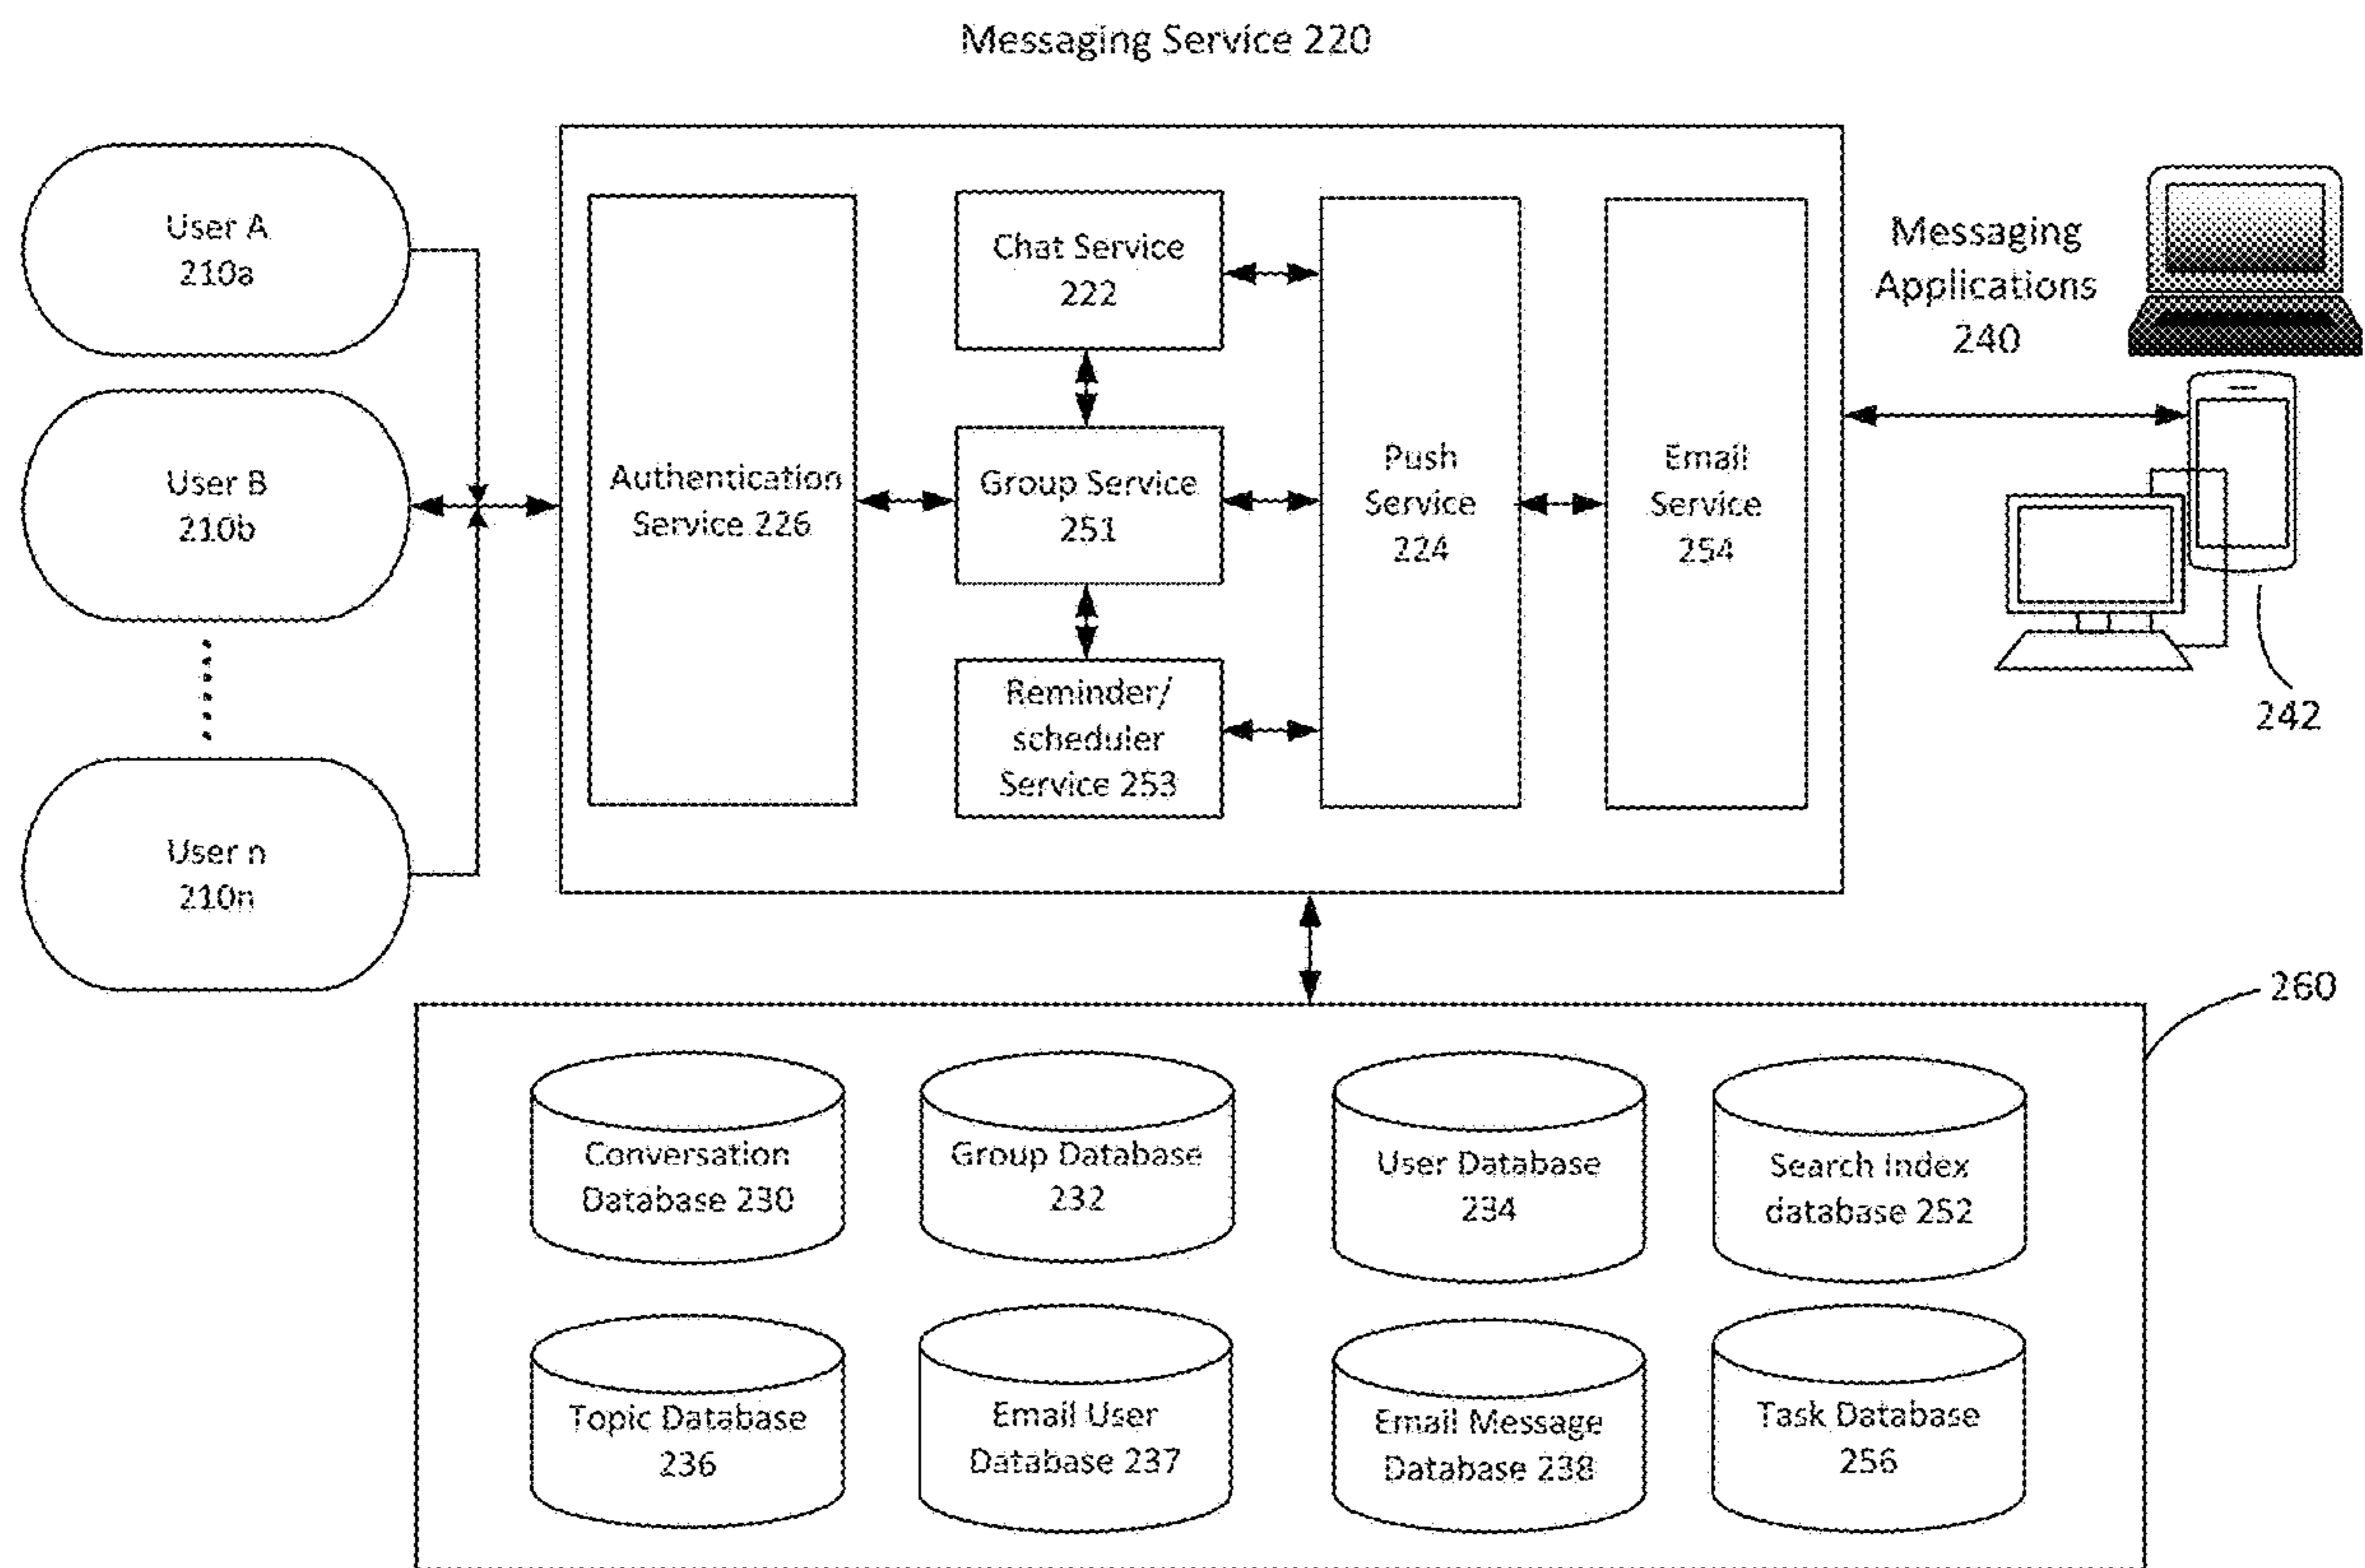 Messaging Service 220
User A
210a
User B
210b
User n
210n
Authentication
Service 226
Chat Service
222
Group Service
251
Reminder/
scheduler
Service 253
Push
Service
224
Email
Service
254
Messaging
Applications
240
242
260
Conversation
Database 230
Group Database
232
User Database
234
Search Index
database 252
Topic Database
236
Email User
Database 237
Email Message
Database 238
Task Database
256